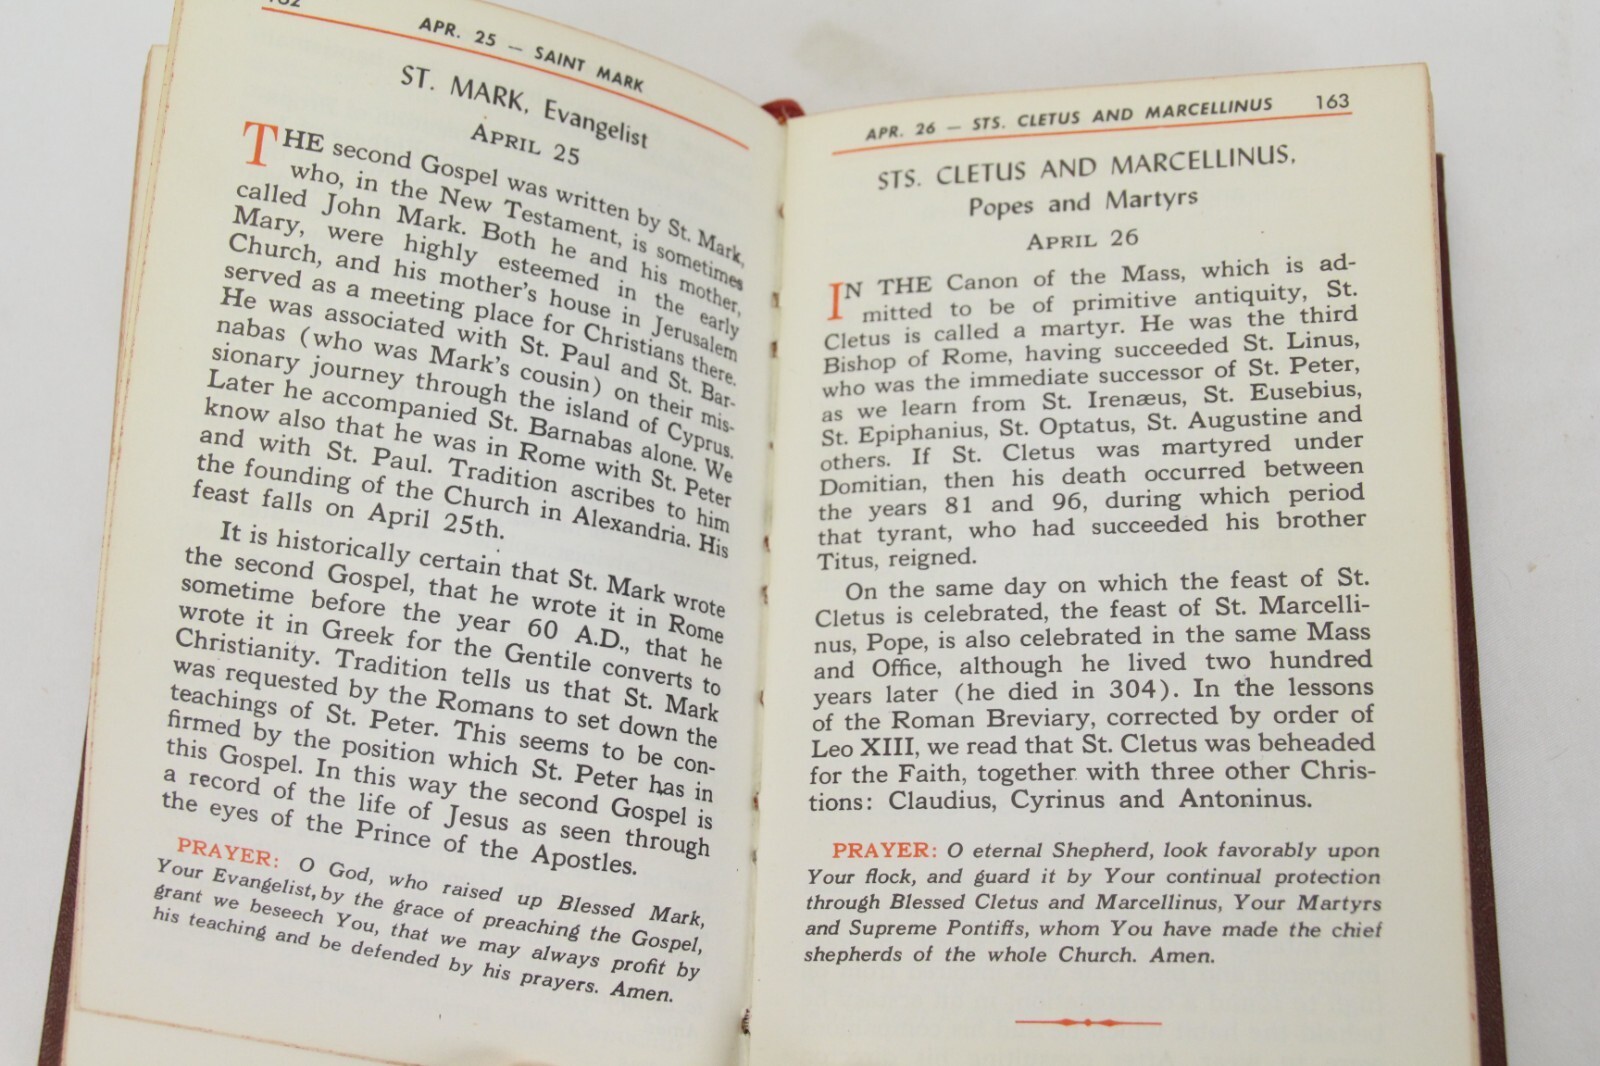 162
APR. 25 — SAINT MARK
ST. MARK, Evangelist
APRIL 25
THE second Gospel was written by St. Mark,
who, in the New Testament, is sometimes
called John Mark. Both he and his mother,
Mary, were highly esteemed in the early
Church, and his mother's house in Jerusalem
served as a meeting place for Christians there.
He was associated with St. Paul and St. Bar-
nabas (who was Mark's cousin) on their mis-
sionary journey through the island of Cyprus.
Later he accompanied St. Barnabas alone. We
know also that he was in Rome with St. Peter
and with St. Paul. Tradition ascribes to him
the founding of the Church in Alexandria. His
feast falls on April 25th.
It is historically certain that St. Mark wrote
the second Gospel, that he wrote it in Rome
sometime before the year 60 A.D., that he
wrote it in Greek for the Gentile converts to
Christianity. Tradition tells us that St. Mark
was requested by the Romans to set down the
teachings of St. Peter. This seems to be con-
firmed by the position which St. Peter has in
this Gospel. In this way the second Gospel is
a record of the life of Jesus as seen through
the eyes of the Prince of the Apostles.
PRAYER: O God, who raised up Blessed Mark,
Your Evangelist, by the grace of preaching the Gospel,
grant we beseech You, that we may always profit by
his teaching and be defended by his prayers. Amen.
APR. 26 — STS. CLETUS AND MARCELLINUS 163
STS. CLETUS AND MARCELLINUS,
Popes and Martyrs
APRIL 26
IN THE Canon of the Mass, which is ad-
mitted to be of primitive antiquity, St.
Cletus is called a martyr. He was the third
Bishop of Rome, having succeeded St. Linus,
who was the immediate successor of St. Peter,
as we learn from St. Irenæus, St. Eusebius,
St. Epiphanius, St. Optatus, St. Augustine and
others. If St. Cletus was martyred under
Domitian, then his death occurred between
the years 81 and 96, during which period
that tyrant, who had succeeded his brother
Titus, reigned.
On the same day on which the feast of St.
Cletus is celebrated, the feast of St. Marcelli-
nus, Pope, is also celebrated in the same Mass
and Office, although he lived two hundred
years later (he died in 304). In the lessons
of the Roman Breviary, corrected by order of
Leo XIII, we read that St. Cletus was beheaded
for the Faith, together with three other Chris-
tions: Claudius, Cyrinus and Antoninus.
PRAYER: O eternal Shepherd, look favorably upon
Your flock, and guard it by Your continual protection
through Blessed Cletus and Marcellinus, Your Martyrs
and Supreme Pontiffs, whom You have made the chief
shepherds of the whole Church. Amen.